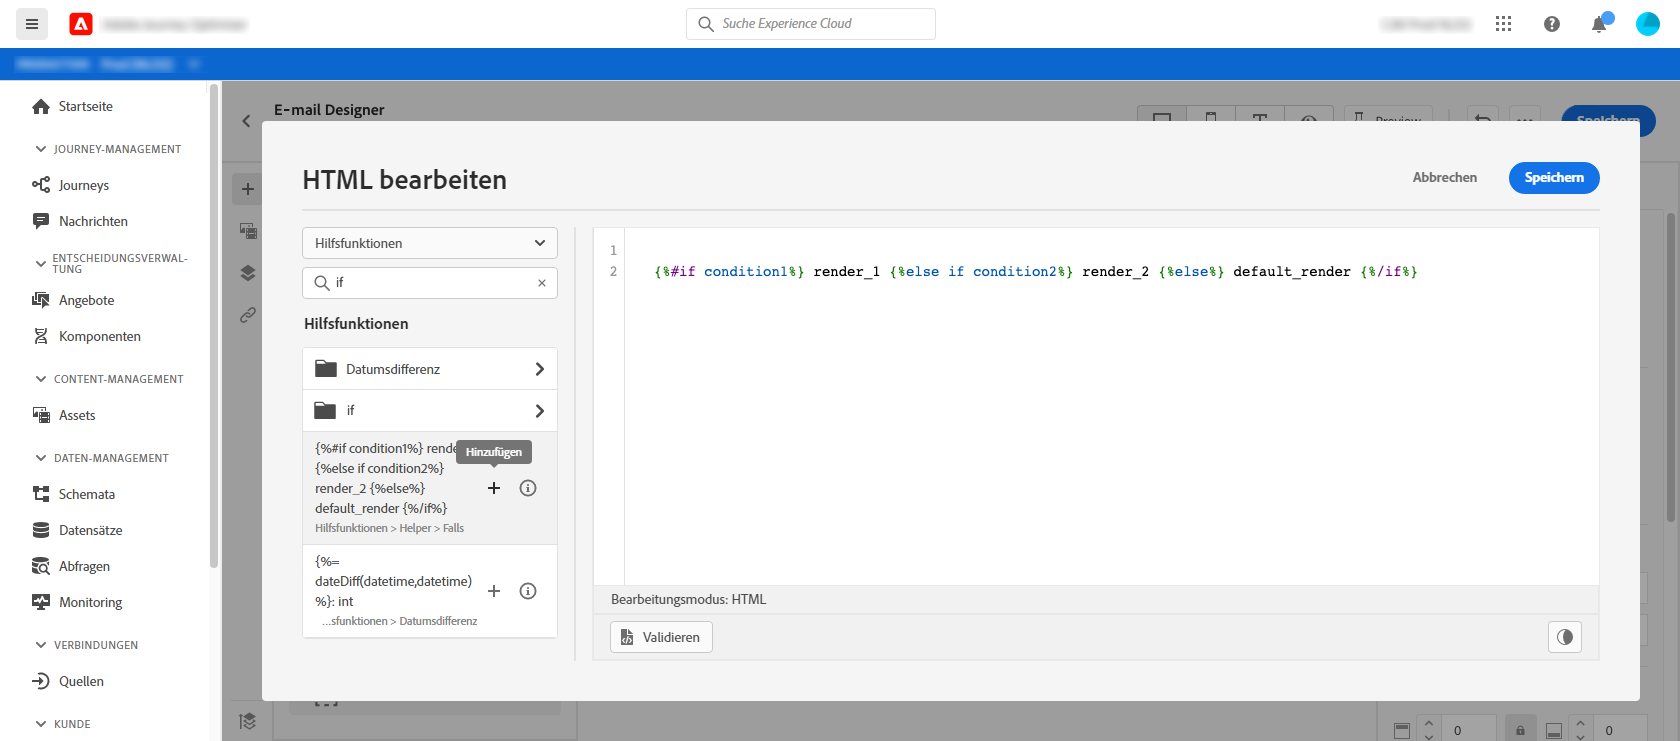 Suche Experience Cloud
Startseite
JOURNEY-MANAGEMENT
Journeys
Nachrichten
ENTSCHEIDUNGSVERWAL-
TUNG
Angebote
Komponenten
CONTENT-MANAGEMENT
Assets
DATEN-MANAGEMENT
Schemata
Datensätze
Abfragen
Monitoring
VERBINDUNGEN
Quellen
KUNDE
E-mail Designer
Preview
Speichern
HTML bearbeiten
Abbrechen
Speichern
Hilfsfunktionen
if
Hilfsfunktionen
Datumsdifferenz
if
{%#if condition1%} rende
Hinzufügen
{%else if condition2%}
render_2 {%else%}
default_render {%/if%}
Hilfsfunktionen > Helper > Falls
{%=
dateDiff(datetime,datetime)
%}: int
...sfunktionen > Datumsdifferenz
1
2 {%#if condition1%} render_1 {%else if condition2%} render_2 {%else%} default_render {%/if%}
Bearbeitungsmodus: HTML
Validieren
0
0